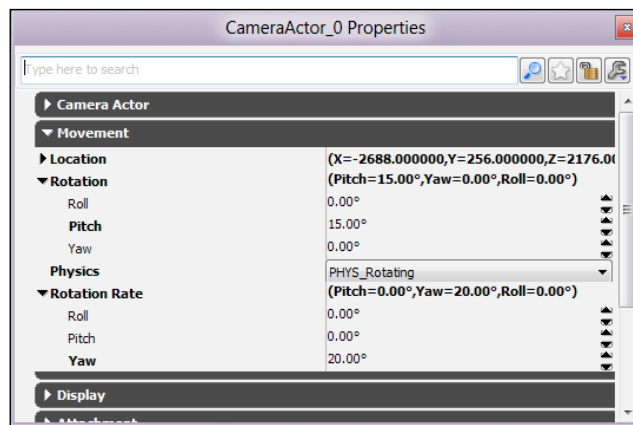 CameraActor_0 Properties
Type here to search
Camera Actor
Movement
Location (X=-2688.000000,Y=256.000000,Z=2176.00
Rotation (Pitch=15.00°,Yaw=0.00°,Roll=0.00°)
Roll 0.00°
Pitch 15.00°
Yaw 0.00°
Physics PHYS_Rotating
Rotation Rate (Pitch=0.00°,Yaw=20.00°,Roll=0.00°)
Roll 0.00°
Pitch 0.00°
Yaw 20.00°
Display
Attachment